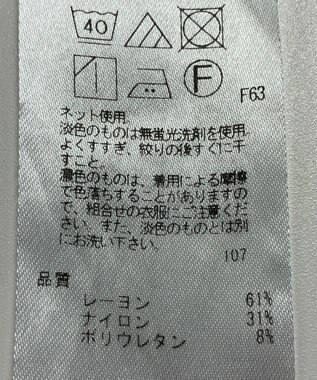 40
F
F63
ネット使用
淡色のものは無蛍光洗剤を使用
よくすすぎ、絞りの後すぐに干
すこと。
濃色のものは、着用による摩擦
で色落ちすることがありますの
で、組合せの衣服にご注意くだ
さい。また、淡色のものとは別
にお洗い下さい。
107
品質
レーヨン 61%
ナイロン 31%
ポリウレタン 8%